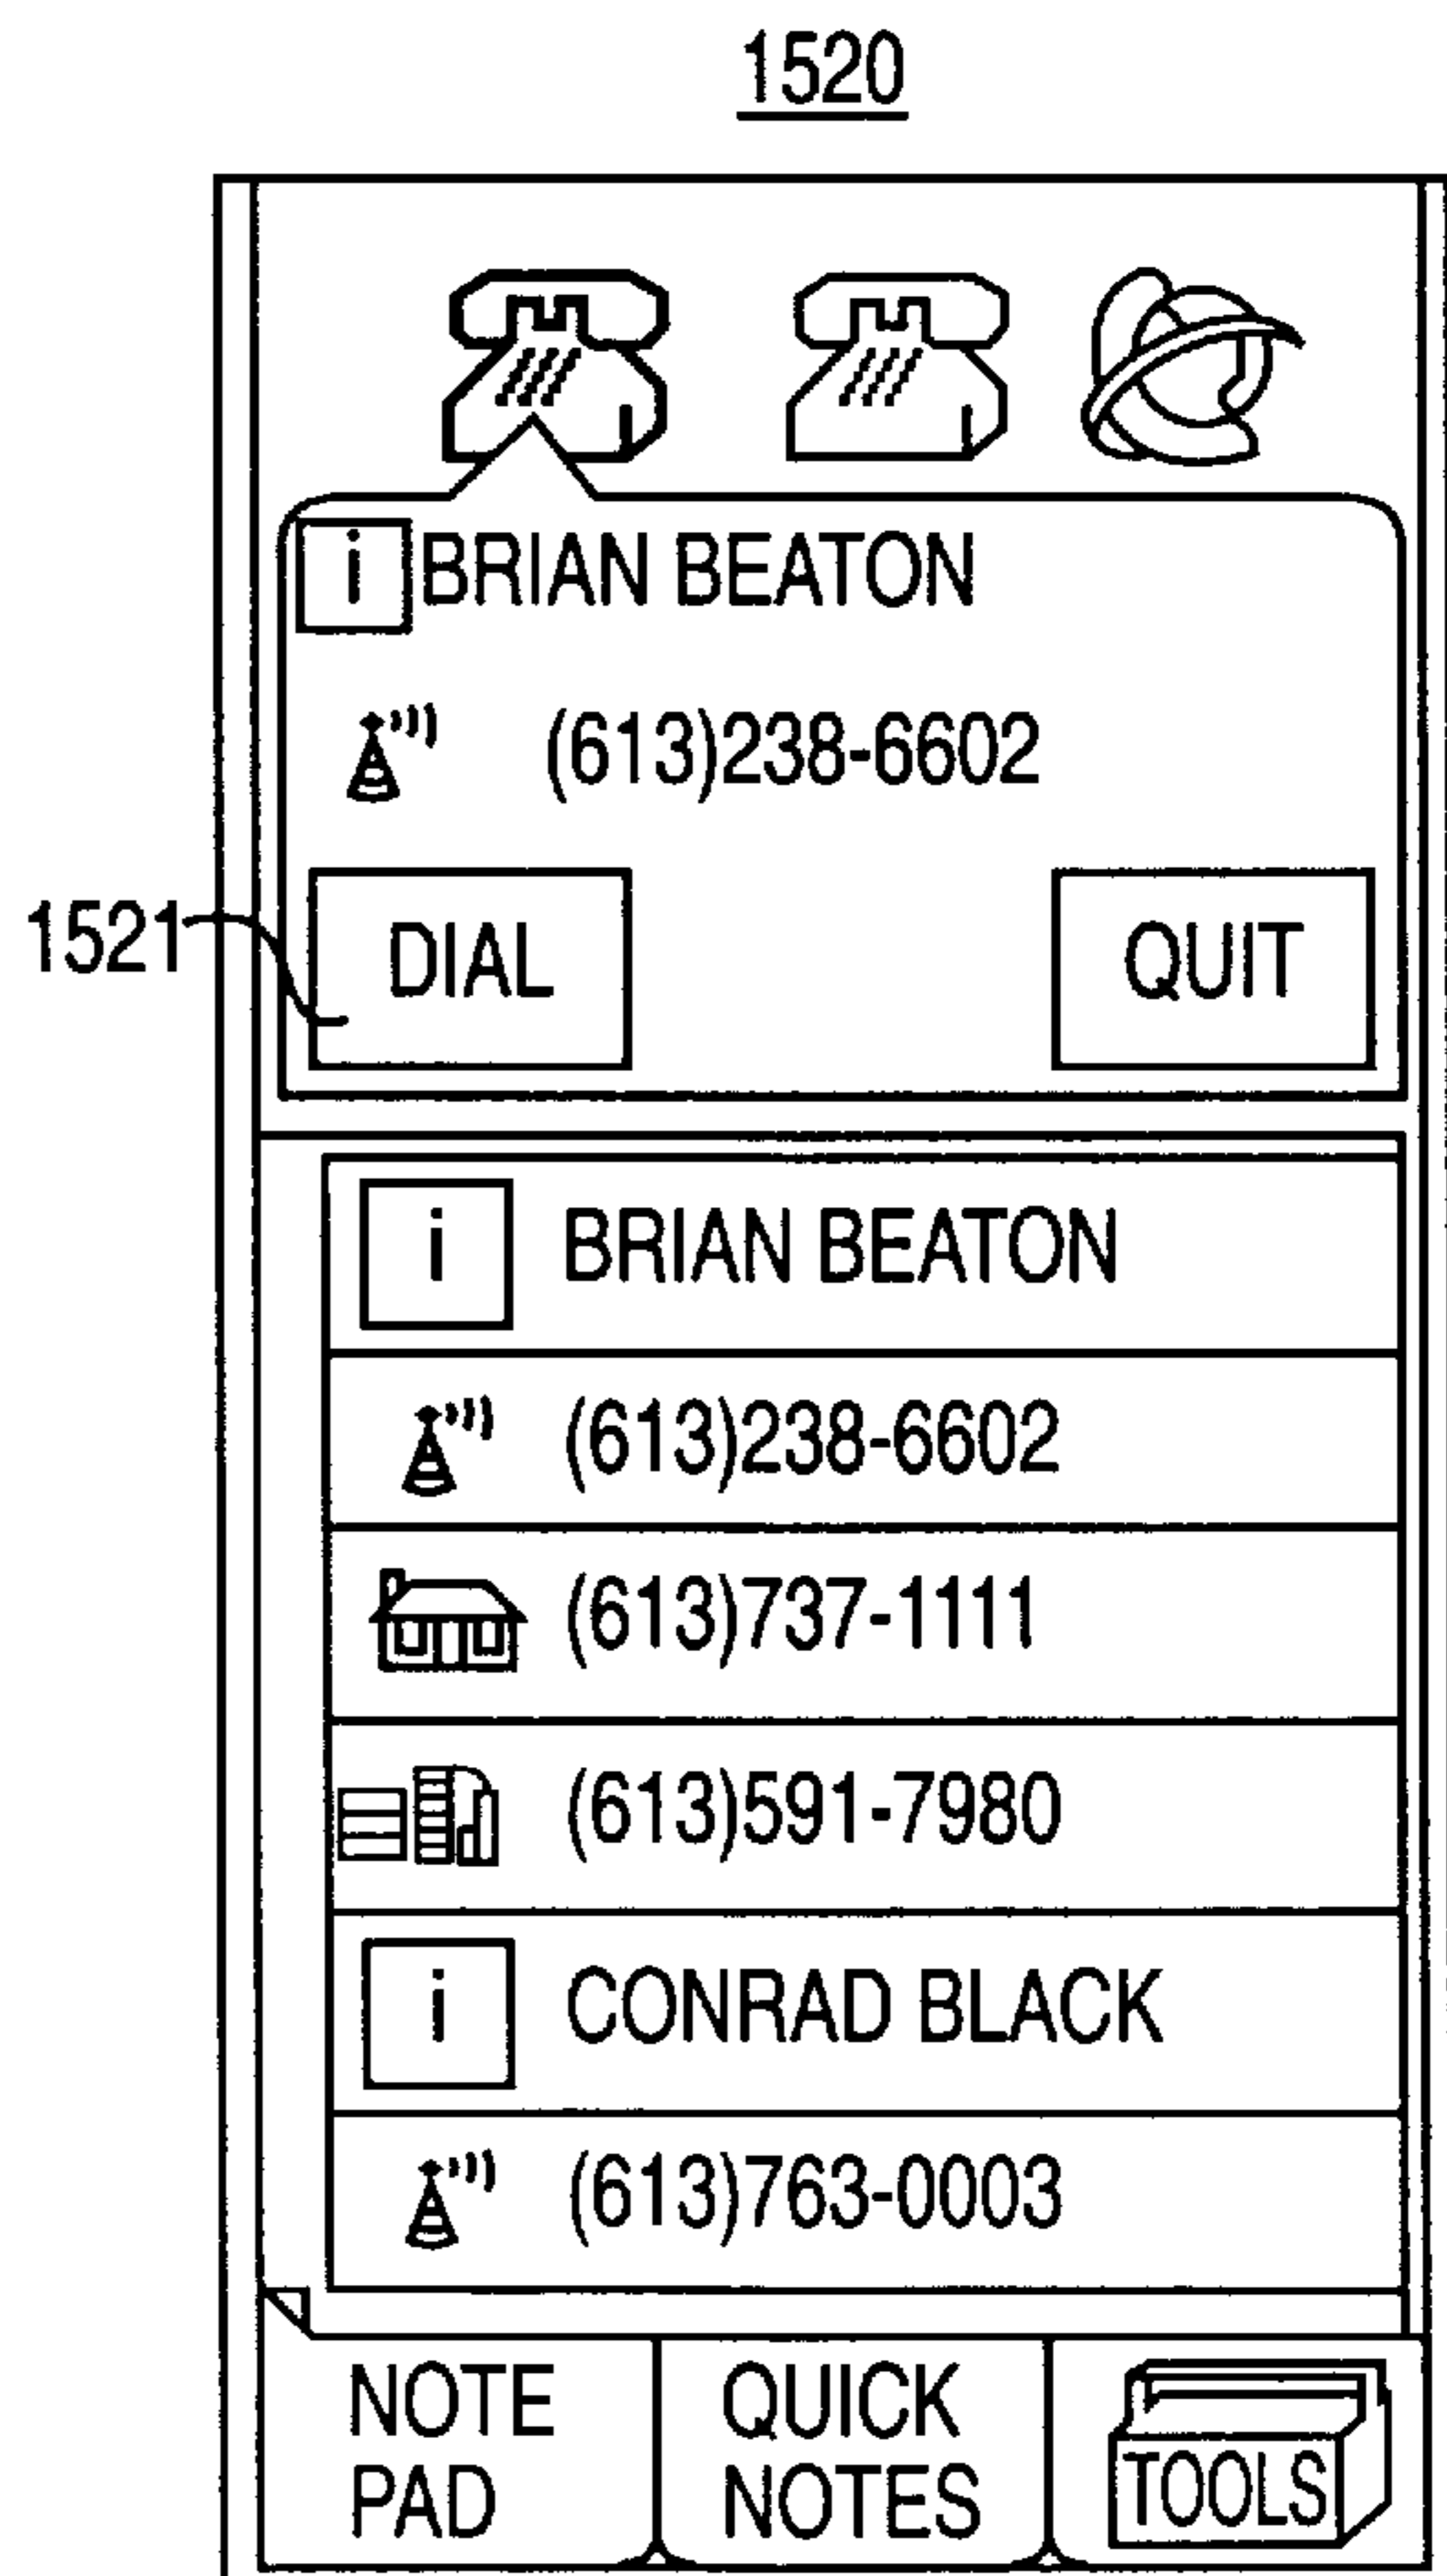 1520
i BRIAN BEATON
(613)238-6602
1521
DIAL
QUIT
i BRIAN BEATON
(613)238-6602
(613)737-1111
(613)591-7980
i CONRAD BLACK
(613)763-0003
NOTE
PAD
QUICK
NOTES
TOOLS